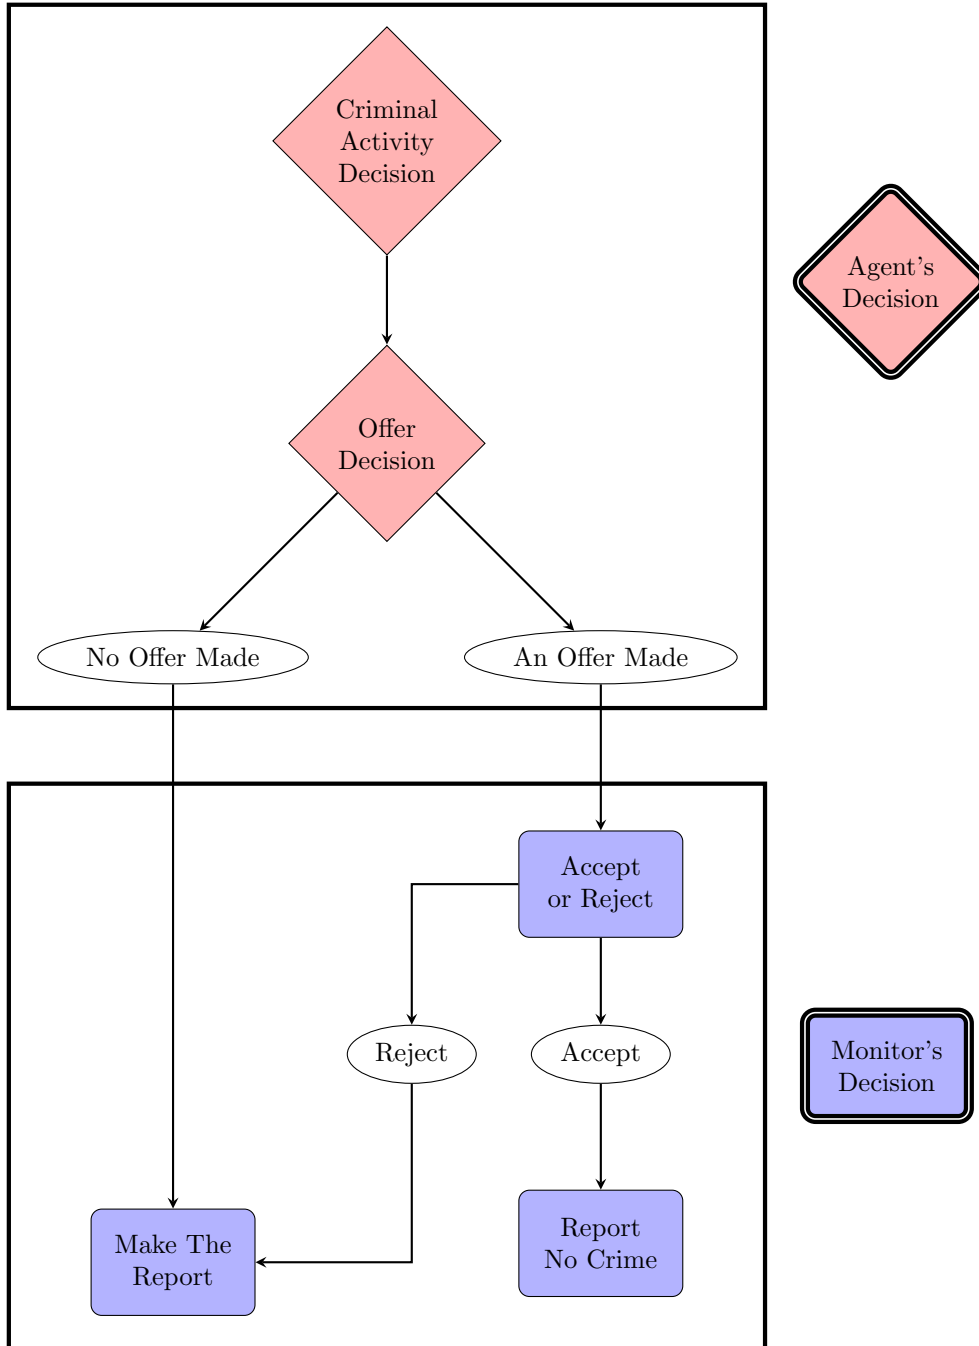 Criminal
Activity
Decision
Agent's
Decision
Offer
Decision
No Offer Made
An Offer Made
Accept
or Reject
Reject
Accept
Monitor's
Decision
Make The
Report
Report
No Crime